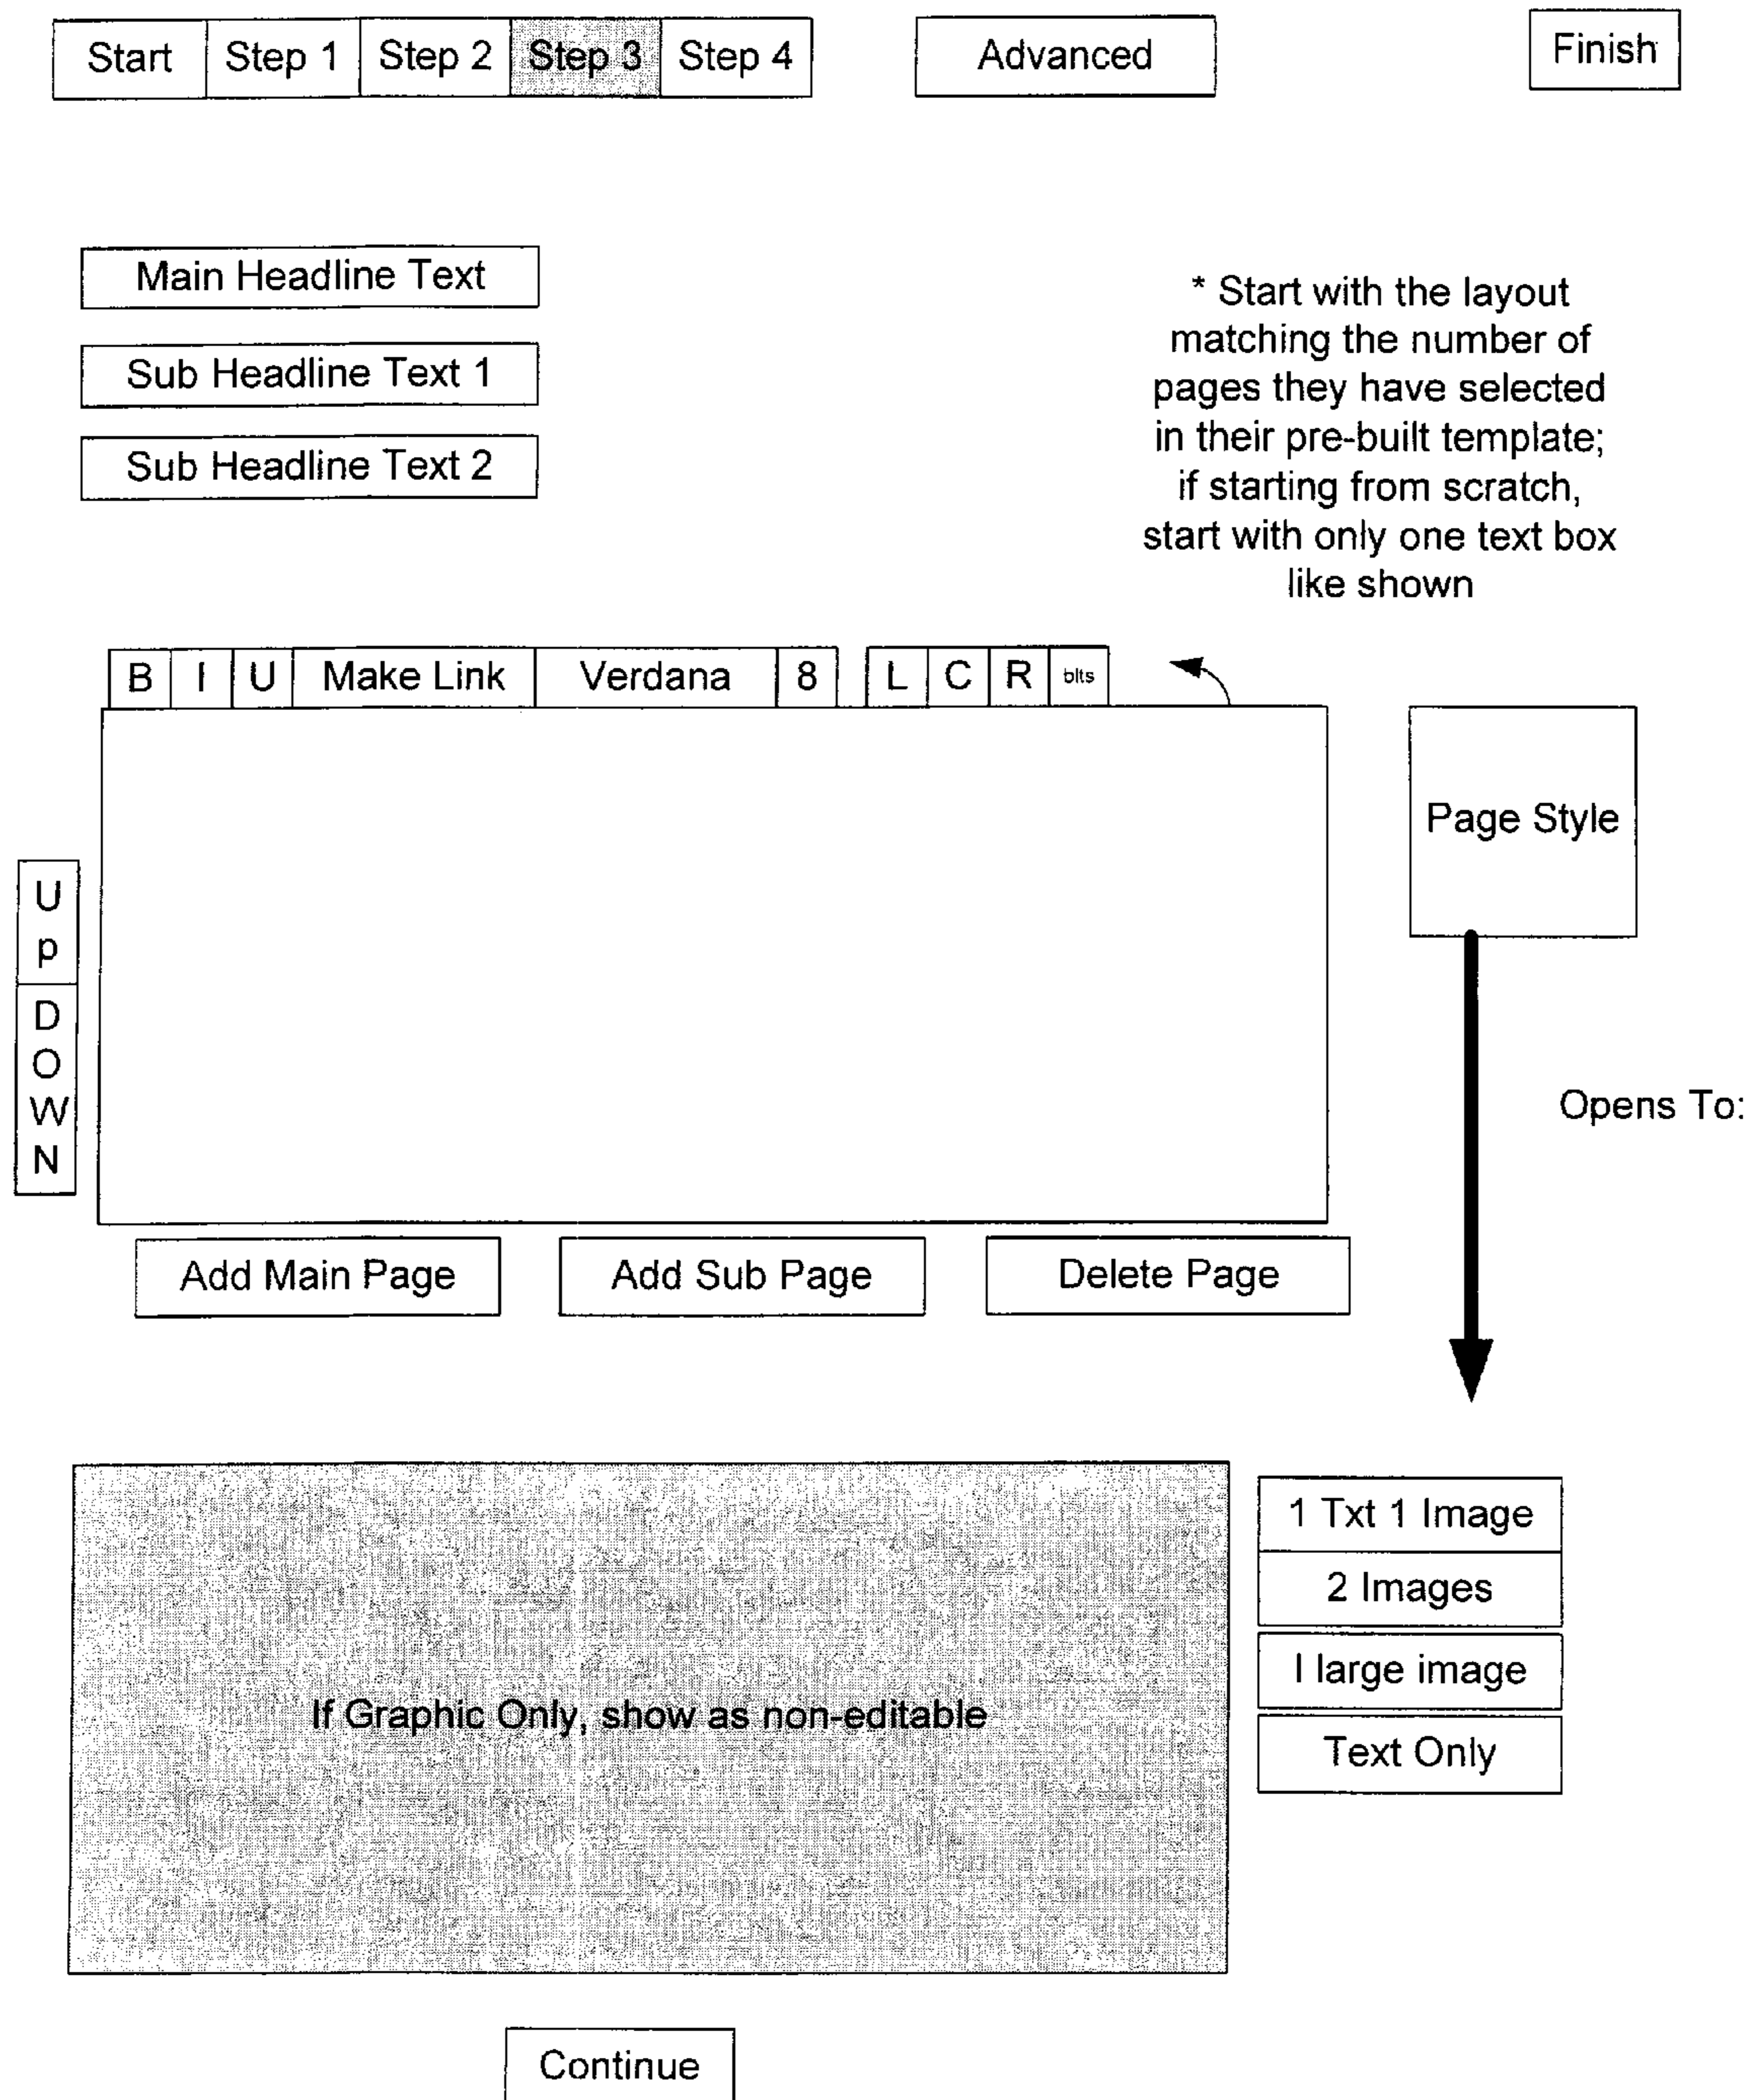 Start Step 1 Step 2 Step 3 Step 4 Advanced Finish
Main Headline Text
Sub Headline Text 1
Sub Headline Text 2
* Start with the layout
matching the number of
pages they have selected
in their pre-built template;
if starting from scratch,
start with only one text box
like shown
B I U Make Link Verdana 8 L C R blts
Page Style
Up
DOWN
Opens To:
Add Main Page Add Sub Page Delete Page
1 Txt 1 Image
2 Images
I large image
Text Only
If Graphic Only, show as non-editable
Continue